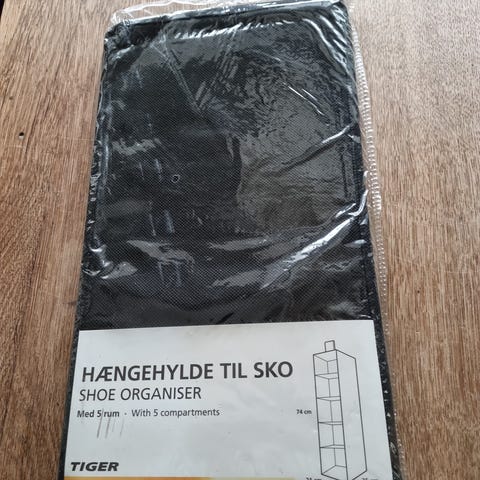 HÆNGEHYLDE TIL SKO
SHOE ORGANISER
Med 5 rum · With 5 compartments
74 cm
TIGER